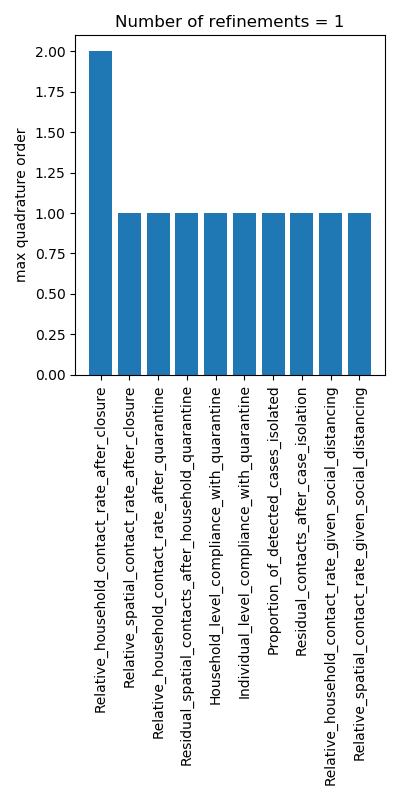 Number of refinements = 1
max quadrature order
2.00
1.75
1.50
1.25
1.00
0.75
0.50
0.25
0.00
Relative_household_contact_rate_after_closure
Relative_spatial_contact_rate_after_closure
Relative_household_contact_rate_after_quarantine
Residual_spatial_contacts_after_household_quarantine
Household_level_compliance_with_quarantine
Individual_level_compliance_with_quarantine
Proportion_of_detected_cases_isolated
Residual_contacts_after_case_isolation
Relative_household_contact_rate_given_social_distancing
Relative_spatial_contact_rate_given_social_distancing